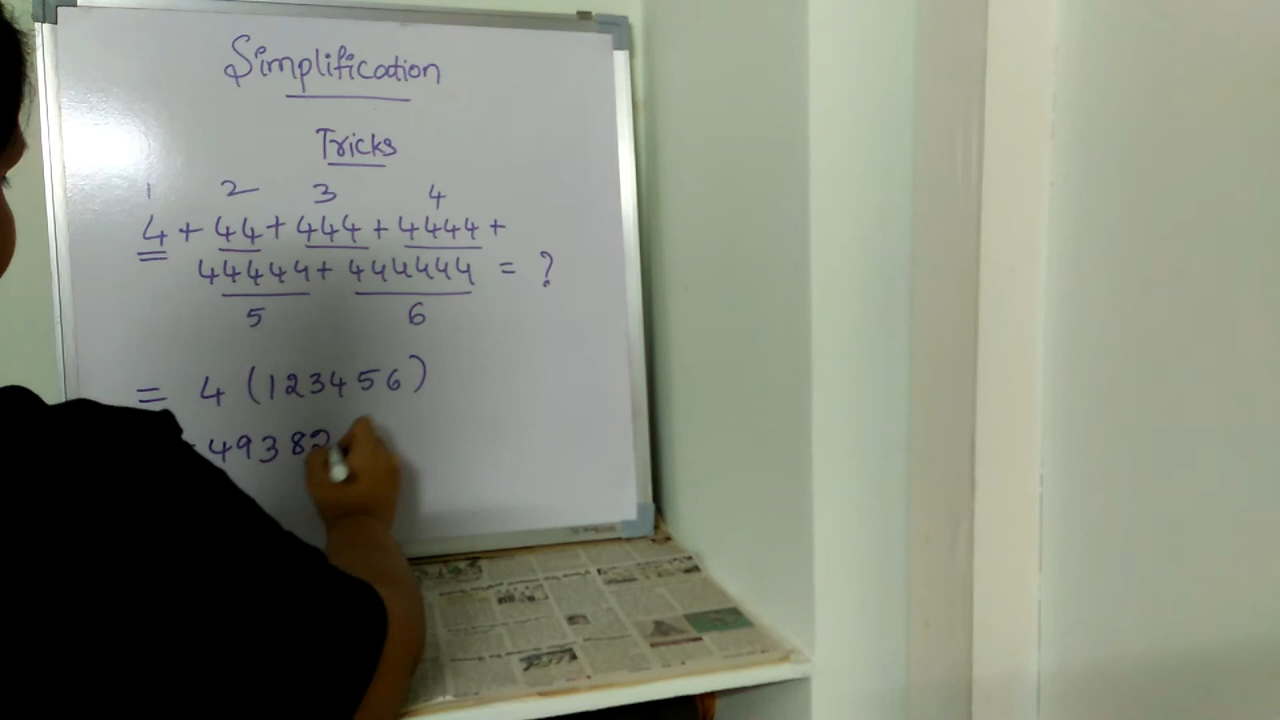 Simplification
Tricks
1 2 3 4
4 + 44 + 444 + 4444 +
44444 + 444444 = ?
5 6
= 4 (123456)
49382